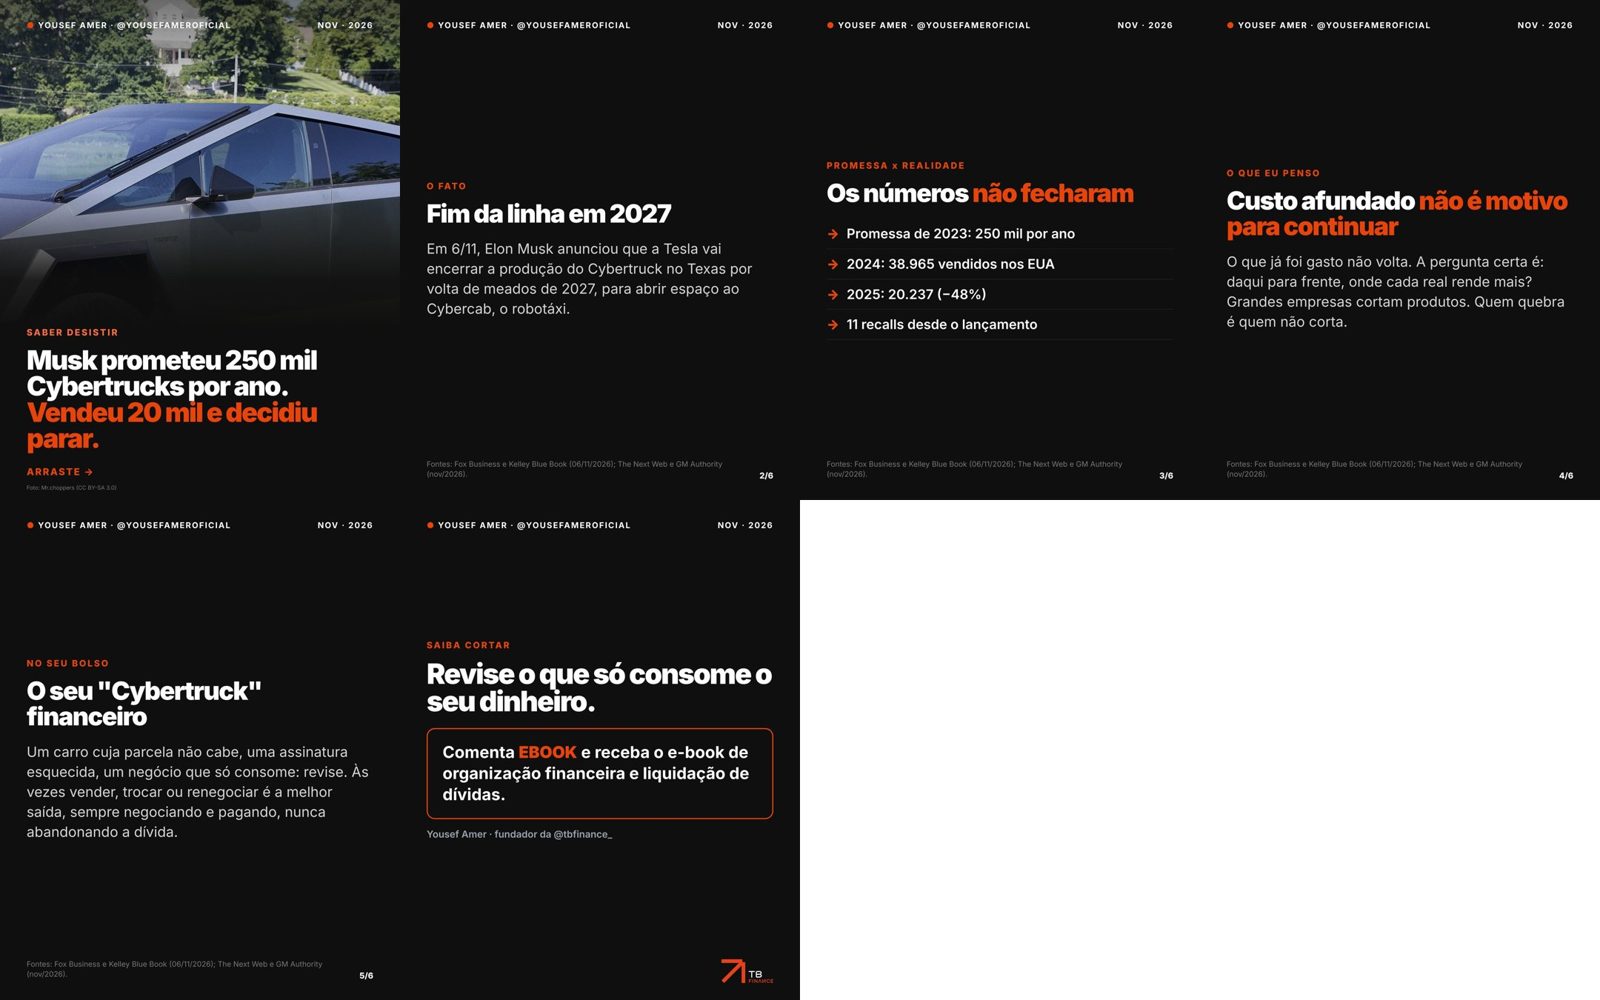 YOUSEF AMER · @YOUSEFAMEROFICIAL
NOV · 2026
SABER DESISTIR
Musk prometeu 250 mil
Cybertrucks por ano.
Vendeu 20 mil e decidiu
parar.
ARRASTE →
Foto: Mr.choppers (CC BY-SA 3.0)
YOUSEF AMER · @YOUSEFAMEROFICIAL
NOV · 2026
O FATO
Fim da linha em 2027
Em 6/11, Elon Musk anunciou que a Tesla vai
encerrar a produção do Cybertruck no Texas por
volta de meados de 2027, para abrir espaço ao
Cybercab, o robotáxi.
Fontes: Fox Business e Kelley Blue Book (06/11/2026); The Next Web e GM Authority
(nov/2026).
2/6
YOUSEF AMER · @YOUSEFAMEROFICIAL
NOV · 2026
PROMESSA x REALIDADE
Os números não fecharam
→ Promessa de 2023: 250 mil por ano
→ 2024: 38.965 vendidos nos EUA
→ 2025: 20.237 (−48%)
→ 11 recalls desde o lançamento
Fontes: Fox Business e Kelley Blue Book (06/11/2026); The Next Web e GM Authority
(nov/2026).
3/6
YOUSEF AMER · @YOUSEFAMEROFICIAL
NOV · 2026
O QUE EU PENSO
Custo afundado não é motivo
para continuar
O que já foi gasto não volta. A pergunta certa é:
daqui para frente, onde cada real rende mais?
Grandes empresas cortam produtos. Quem quebra
é quem não corta.
Fontes: Fox Business e Kelley Blue Book (06/11/2026); The Next Web e GM Authority
(nov/2026).
4/6
YOUSEF AMER · @YOUSEFAMEROFICIAL
NOV · 2026
NO SEU BOLSO
O seu "Cybertruck"
financeiro
Um carro cuja parcela não cabe, uma assinatura
esquecida, um negócio que só consome: revise. Às
vezes vender, trocar ou renegociar é a melhor
saída, sempre negociando e pagando, nunca
abandonando a dívida.
Fontes: Fox Business e Kelley Blue Book (06/11/2026); The Next Web e GM Authority
(nov/2026).
5/6
YOUSEF AMER · @YOUSEFAMEROFICIAL
NOV · 2026
SAIBA CORTAR
Revise o que só consome o
seu dinheiro.
Comenta EBOOK e receba o e-book de
organização financeira e liquidação de
dívidas.
Yousef Amer · fundador da @tbfinance_
TB
FINANCE